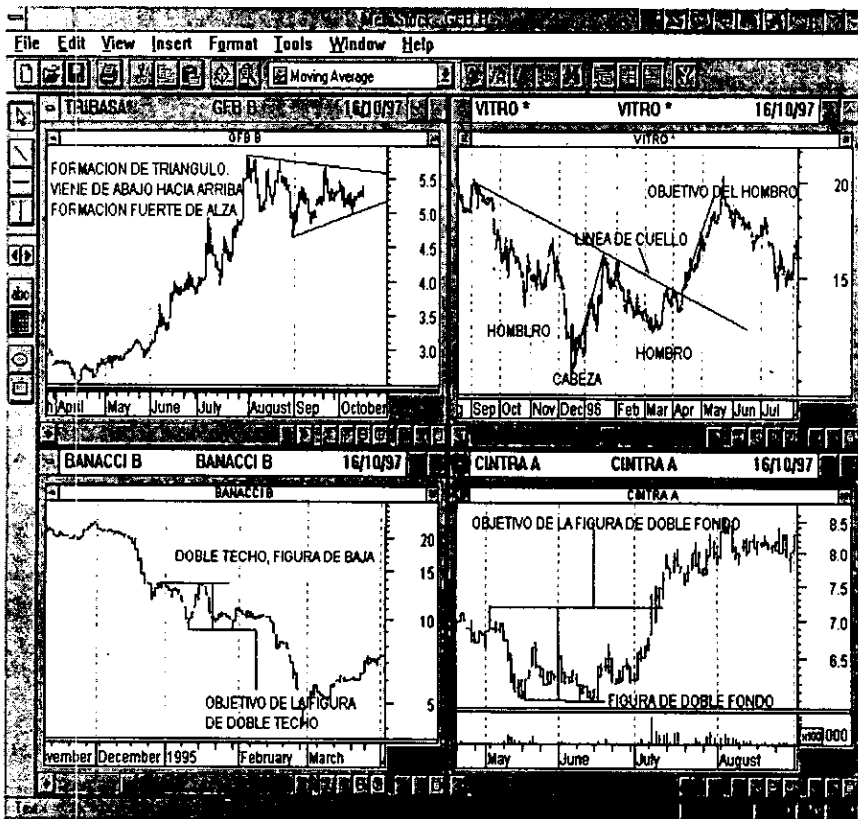 MetaStock GFB B
File Edit View Insert Format Tools Window Help
Moving Average
TRIBASA* GFB B 16/10/97
GFB B
FORMACION DE TRIANGULO.
VIENE DE ABAJO HACIA ARRIBA
FORMACION FUERTE DE ALZA
5.5
5.0
4.5
4.0
3.5
3.0
April May June July August Sep October
VITRO * VITRO * 16/10/97
VITRO *
OBJETIVO DEL HOMBRO
LINEA DE CUELLO
HOMBLRO
HOMBRO
CABEZA
20
15
Sep Oct Nov Dec 96 Feb Mar Apr May Jun Jul
BANACCI B BANACCI B 16/10/97
BANACCI B
DOBLE TECHO, FIGURA DE BAJA
OBJETIVO DE LA FIGURA
DE DOBLE TECHO
20
15
10
5
vember December 1995 February March
CINTRA A CINTRA A 16/10/97
CINTRA A
OBJETIVO DE LA FIGURA DE DOBLE FONDO
FIGURA DE DOBLE FONDO
8.5
8.0
7.5
7.0
6.5
x100 000
May June July August
abc